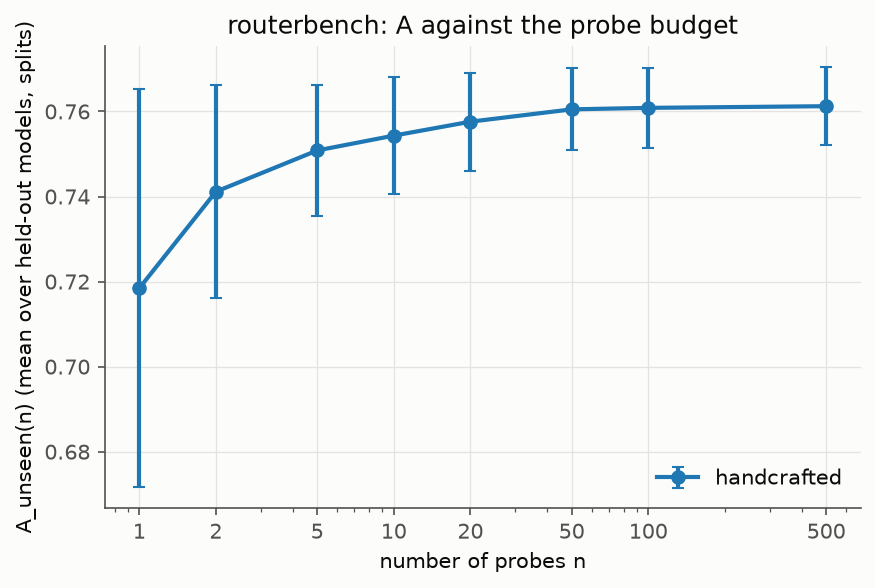 routerbench: A against the probe budget
A_unseen(n) (mean over held-out models, splits)
0.76
0.74
0.72
0.70
0.68
handcrafted
1 2 5 10 20 50 100 500
number of probes n